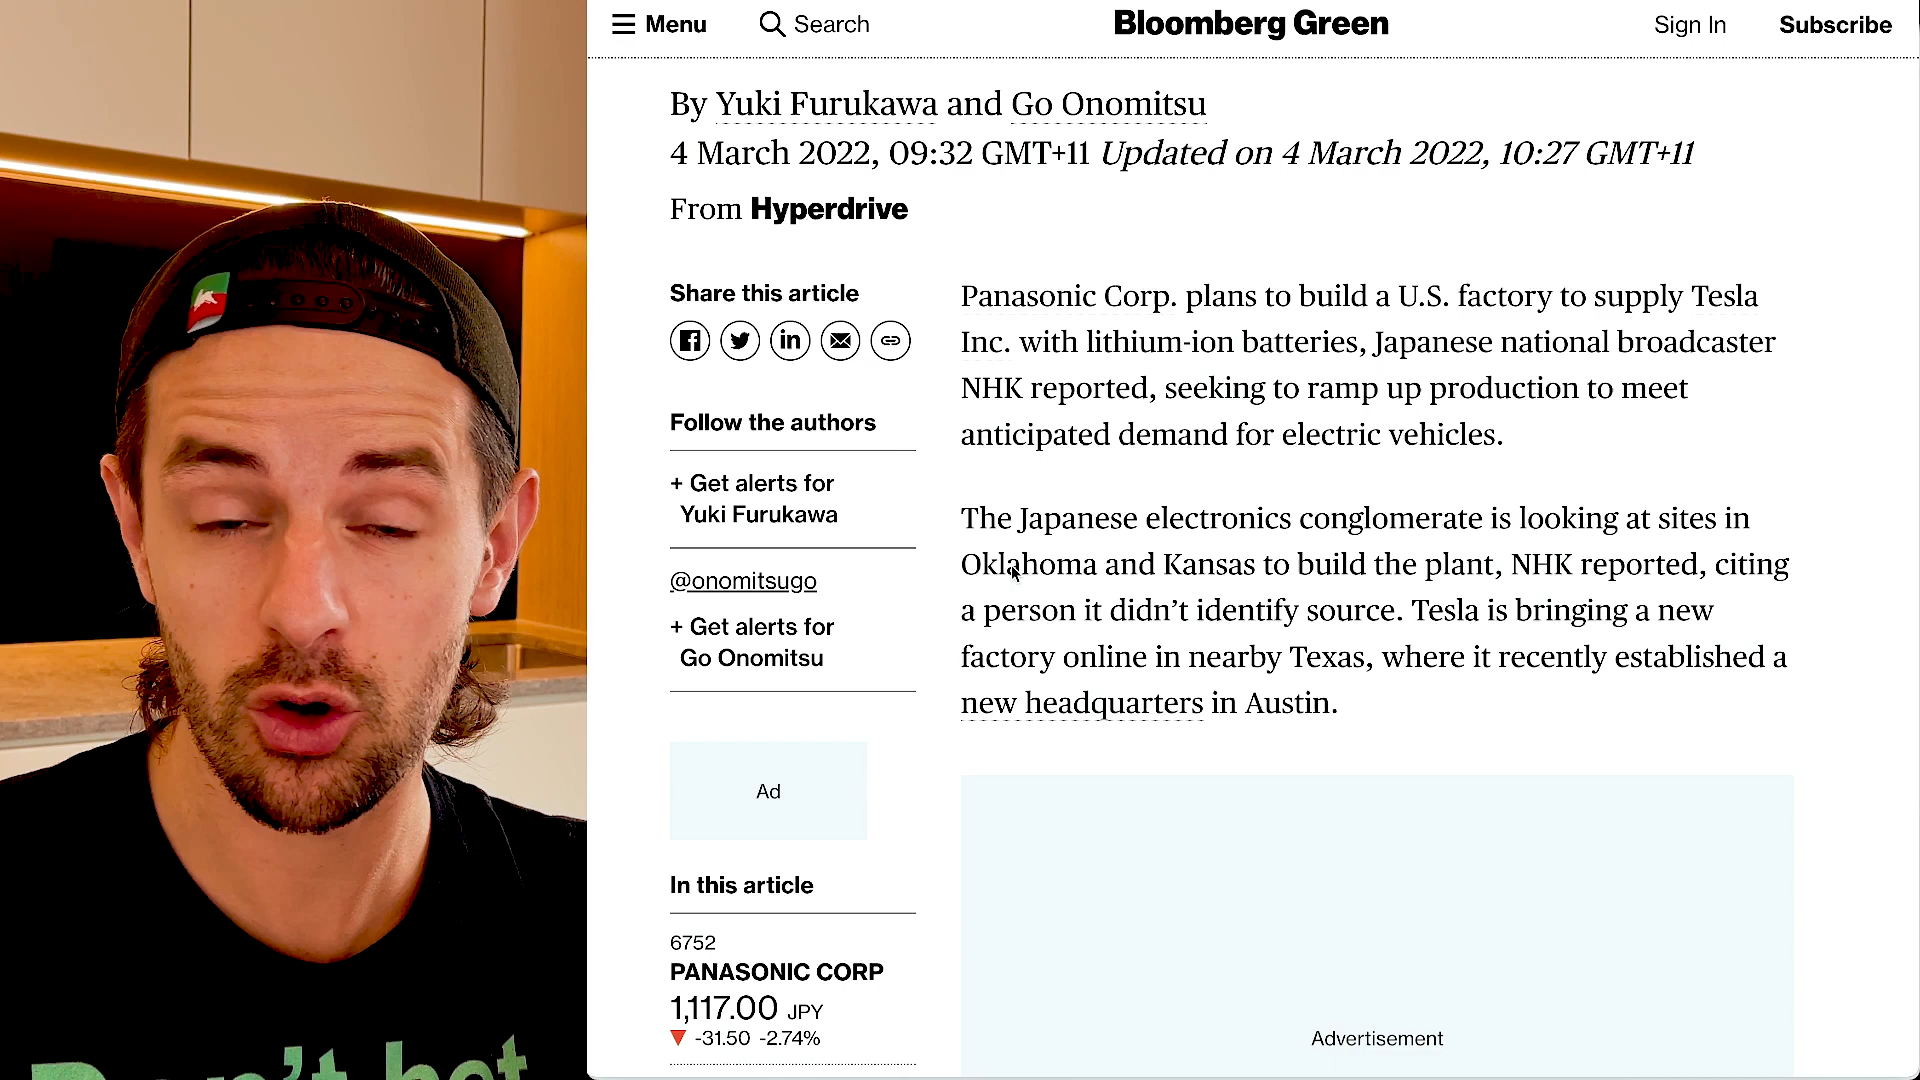 Menu
Search
Bloomberg Green
Sign In
Subscribe
By Yuki Furukawa and Go Onomitsu
4 March 2022, 09:32 GMT+11 Updated on 4 March 2022, 10:27 GMT+11
From Hyperdrive
Share this article
Follow the authors
+ Get alerts for
Yuki Furukawa
@onomitsugo
+ Get alerts for
Go Onomitsu
Ad
In this article
6752
PANASONIC CORP
1,117.00 JPY
-31.50 -2.74%
Panasonic Corp. plans to build a U.S. factory to supply Tesla
Inc. with lithium-ion batteries, Japanese national broadcaster
NHK reported, seeking to ramp up production to meet
anticipated demand for electric vehicles.
The Japanese electronics conglomerate is looking at sites in
Oklahoma and Kansas to build the plant, NHK reported, citing
a person it didn’t identify source. Tesla is bringing a new
factory online in nearby Texas, where it recently established a
new headquarters in Austin.
Advertisement
Don't bet